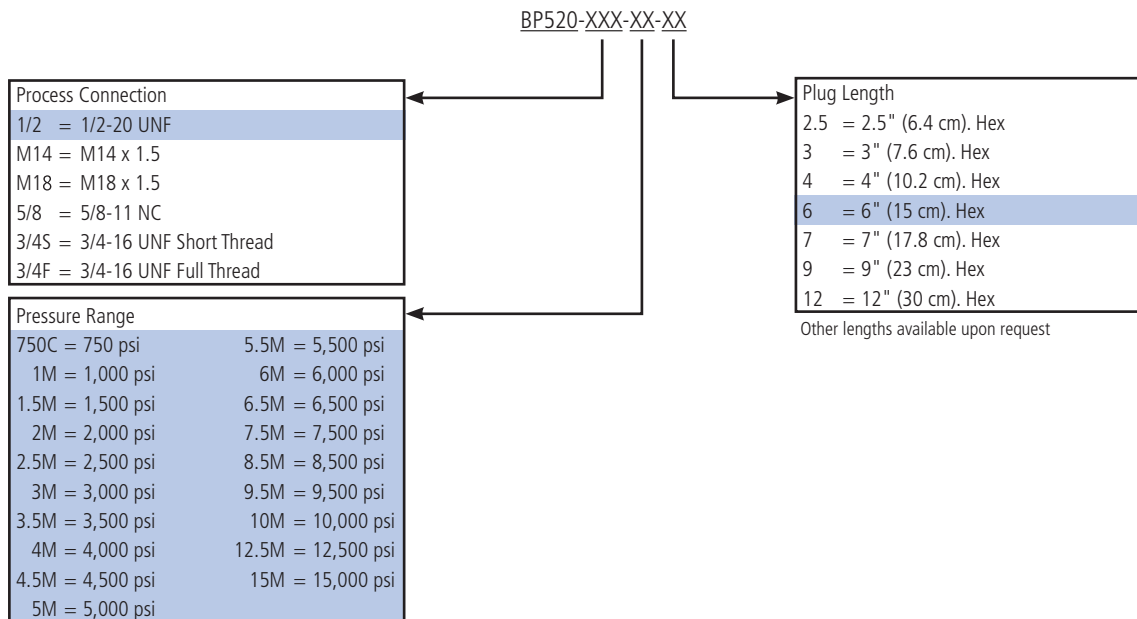 BP520-XXX-XX-XX
Process Connection
1/2 = 1/2-20 UNF
M14 = M14 x 1.5
M18 = M18 x 1.5
5/8 = 5/8-11 NC
3/4S = 3/4-16 UNF Short Thread
3/4F = 3/4-16 UNF Full Thread
Pressure Range
750C = 750 psi
1M = 1,000 psi
1.5M = 1,500 psi
2M = 2,000 psi
2.5M = 2,500 psi
3M = 3,000 psi
3.5M = 3,500 psi
4M = 4,000 psi
4.5M = 4,500 psi
5M = 5,000 psi
5.5M = 5,500 psi
6M = 6,000 psi
6.5M = 6,500 psi
7.5M = 7,500 psi
8.5M = 8,500 psi
9.5M = 9,500 psi
10M = 10,000 psi
12.5M = 12,500 psi
15M = 15,000 psi
Plug Length
2.5 = 2.5" (6.4 cm). Hex
3 = 3" (7.6 cm). Hex
4 = 4" (10.2 cm). Hex
6 = 6" (15 cm). Hex
7 = 7" (17.8 cm). Hex
9 = 9" (23 cm). Hex
12 = 12" (30 cm). Hex
Other lengths available upon request